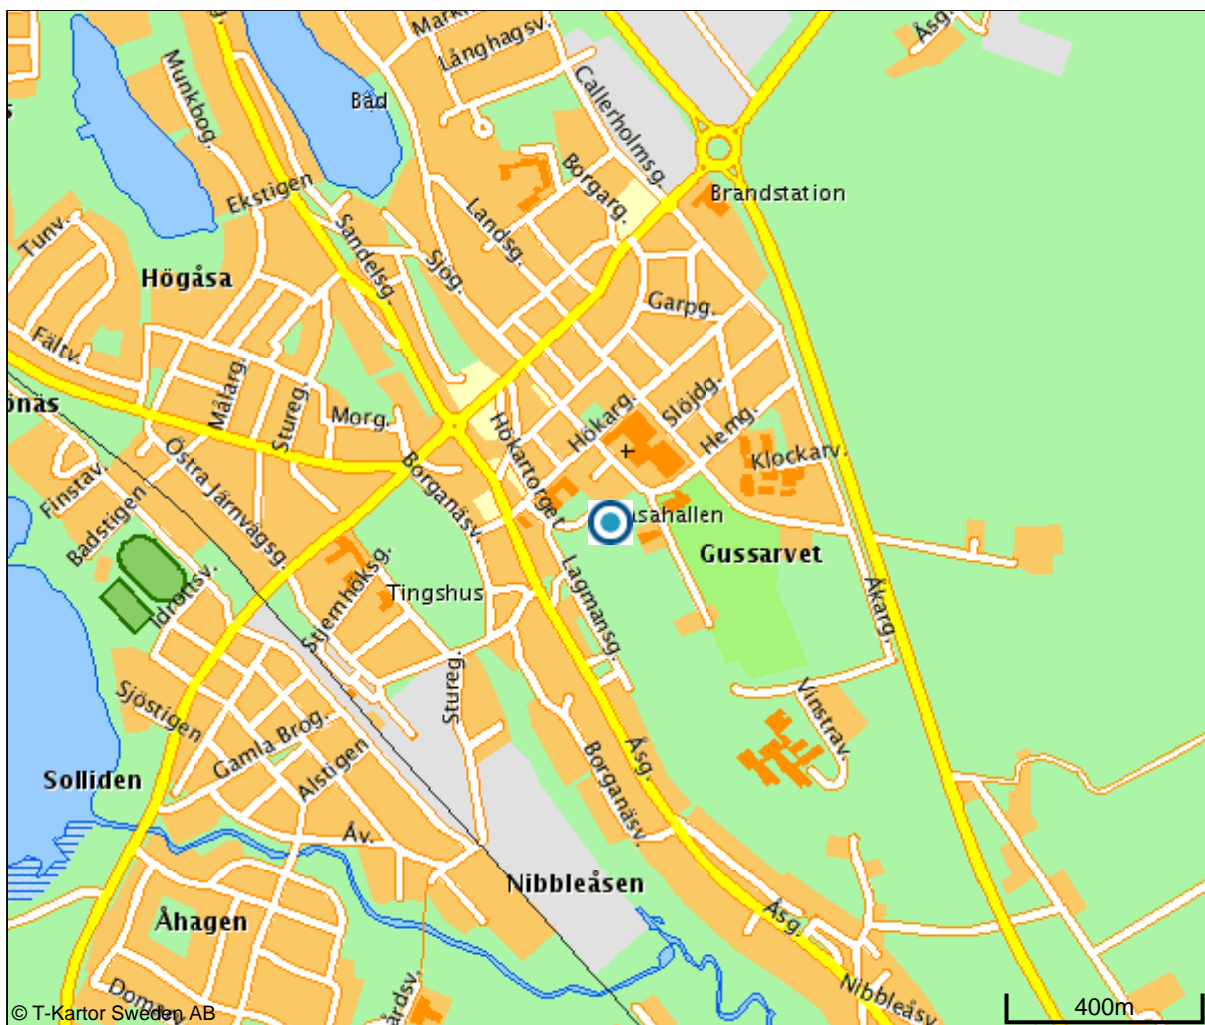 Långhagsv.
Åsg.
Callerholmsg.
Bad
Munkbog.
Borgarg.
Brandstation
Ekstigen
Landsg.
Tunv.
Sandelsg.
Sjög.
Högåsa
Garpg.
Fältv.
Målarg.
Stureg.
Morg.
Hökarg.
Slöjdg.
Hemg.
Hökartorget
Klockarv.
Östra Järnvägsg.
Borganäsv.
Finstav.
Badstigen
Gussarvet
Idrottsv.
Stjernhöksg.
Tingshus
Lagmansg.
Åkarg.
Stureg.
Sjöstigen
Vinstrav.
Gamla Brog.
Alstigen
Åsg.
Borganäsv.
Solliden
Åv.
Nibbleåsen
Åhagen
Åsg.
Nibbleåsv.
© T-Kartor Sweden AB
400m